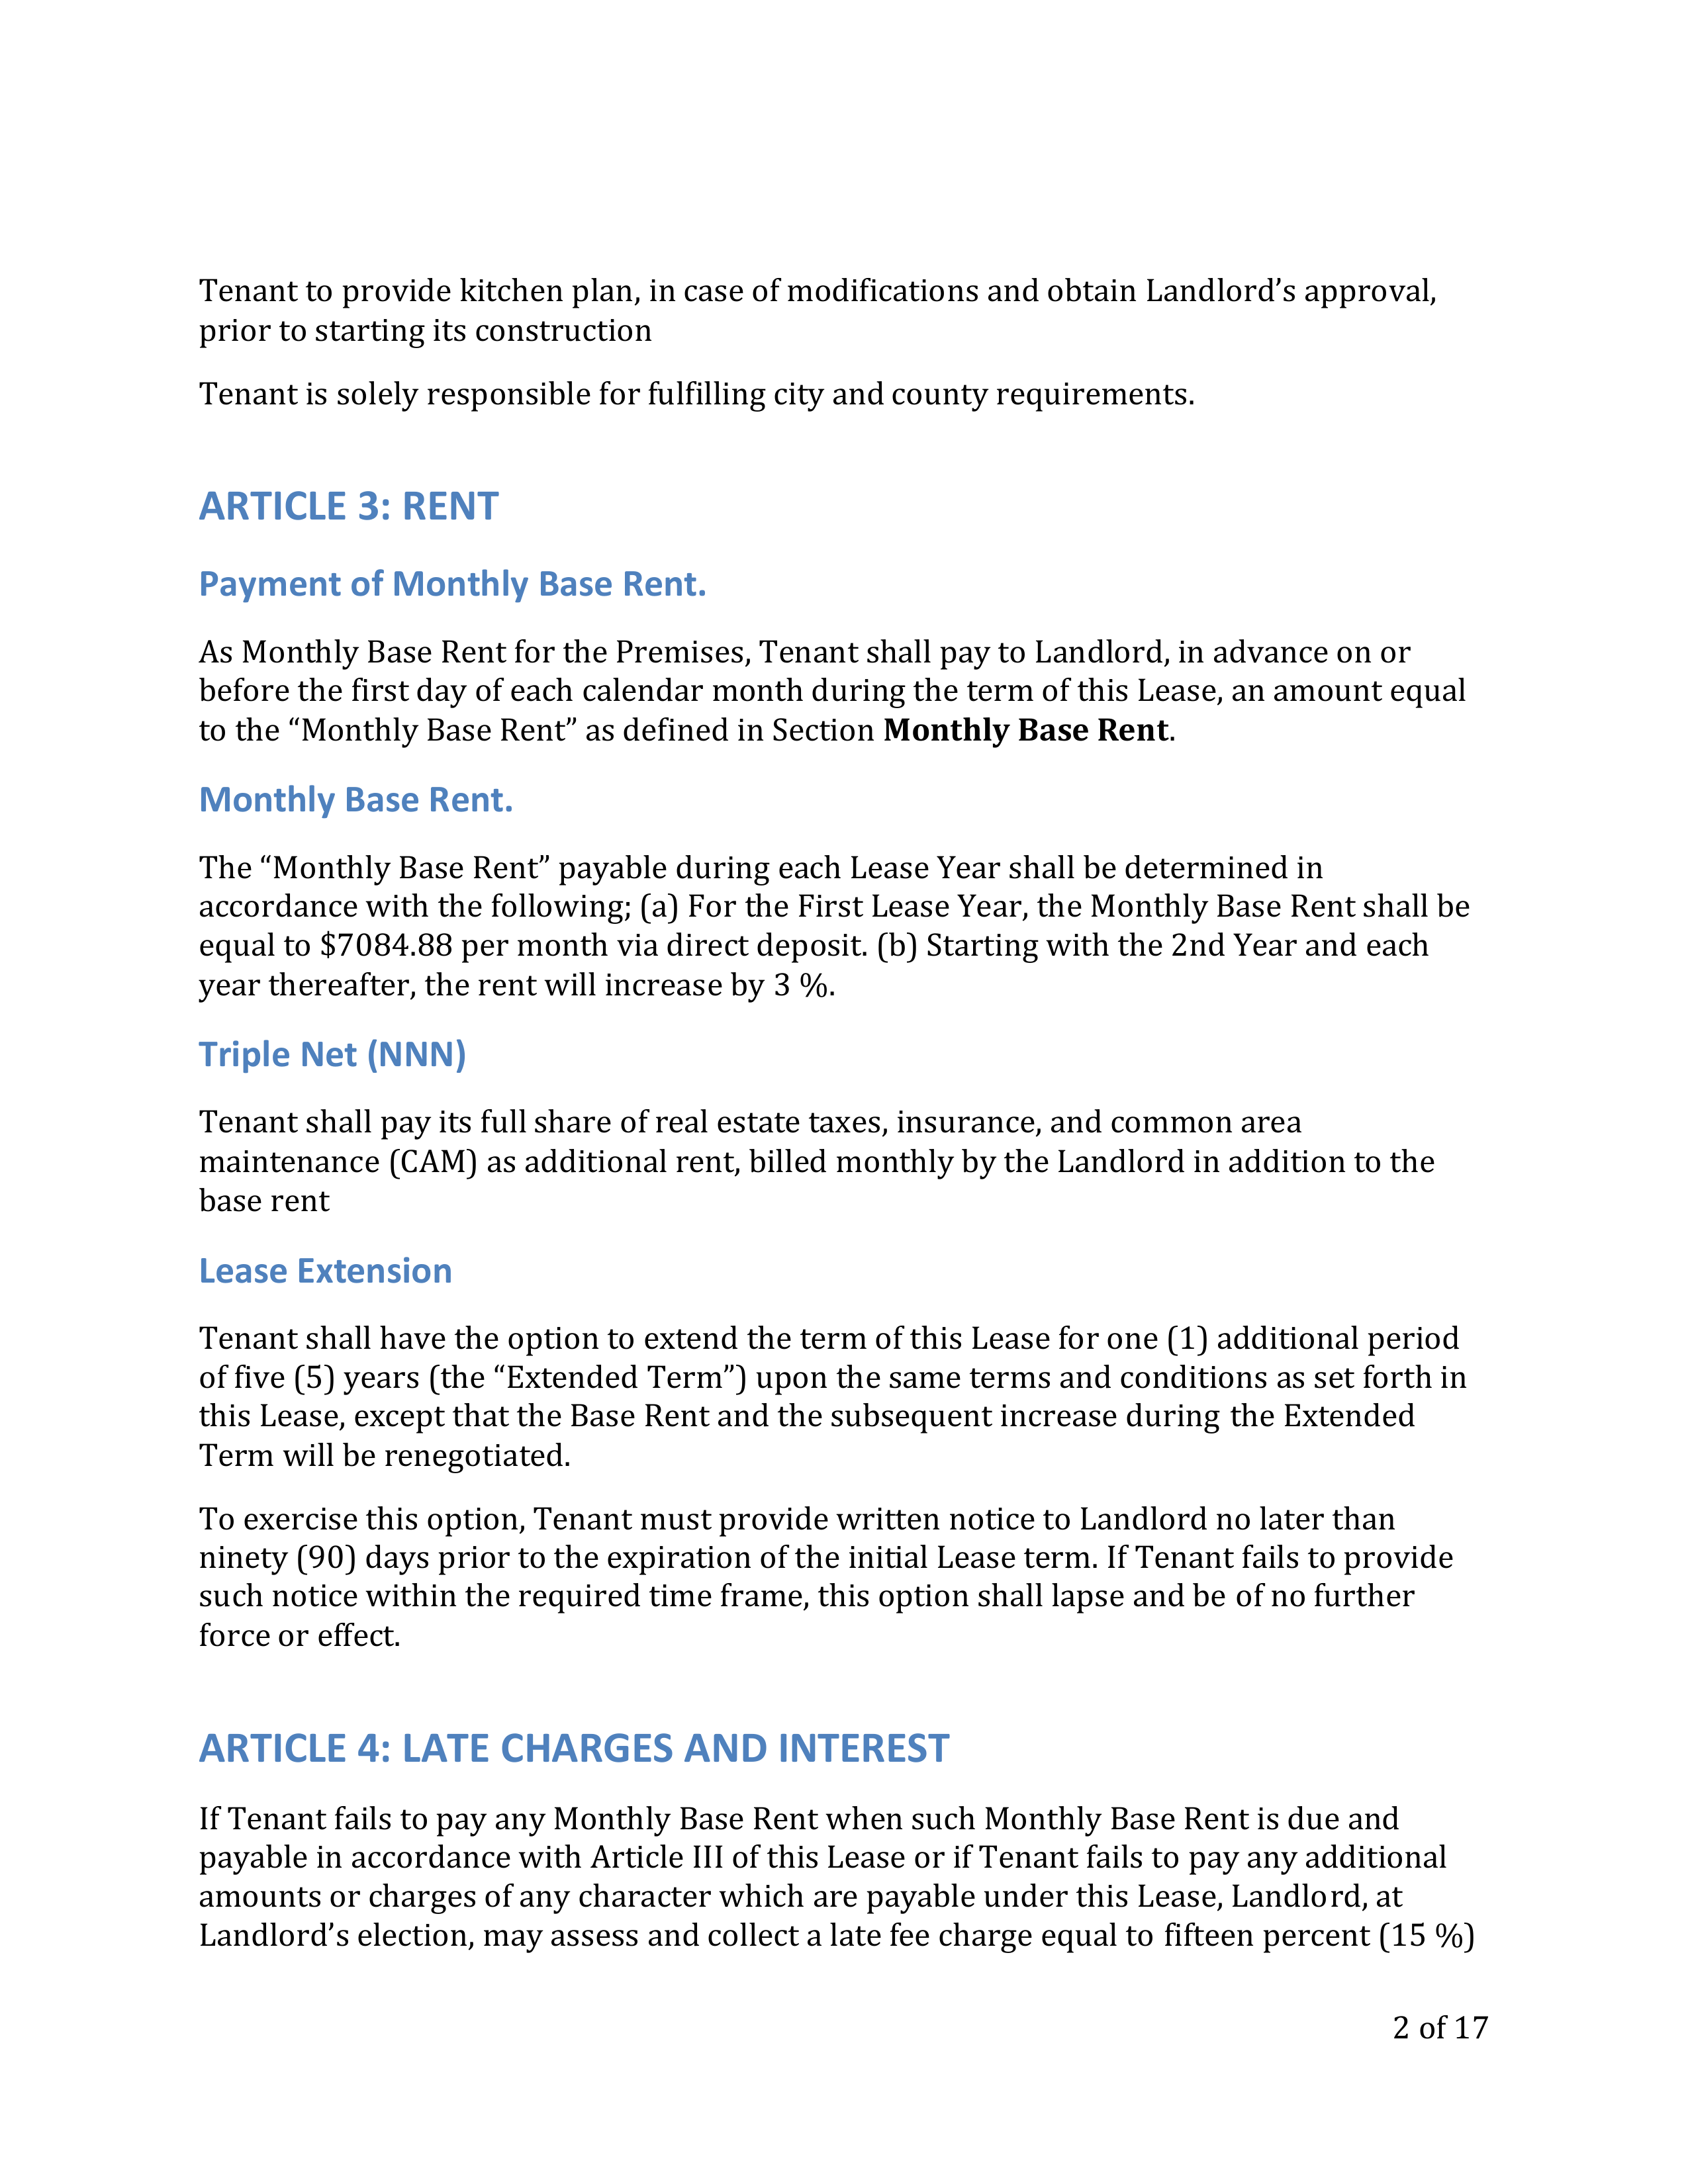 Tenant to provide kitchen plan, in case of modifications and obtain Landlord’s approval,
prior to starting its construction
Tenant is solely responsible for fulfilling city and county requirements.
ARTICLE 3: RENT
Payment of Monthly Base Rent.
As Monthly Base Rent for the Premises, Tenant shall pay to Landlord, in advance on or
before the first day of each calendar month during the term of this Lease, an amount equal
to the “Monthly Base Rent” as defined in Section Monthly Base Rent.
Monthly Base Rent.
The “Monthly Base Rent” payable during each Lease Year shall be determined in
accordance with the following; (a) For the First Lease Year, the Monthly Base Rent shall be
equal to $7084.88 per month via direct deposit. (b) Starting with the 2nd Year and each
year thereafter, the rent will increase by 3 %.
Triple Net (NNN)
Tenant shall pay its full share of real estate taxes, insurance, and common area
maintenance (CAM) as additional rent, billed monthly by the Landlord in addition to the
base rent
Lease Extension
Tenant shall have the option to extend the term of this Lease for one (1) additional period
of five (5) years (the “Extended Term”) upon the same terms and conditions as set forth in
this Lease, except that the Base Rent and the subsequent increase during the Extended
Term will be renegotiated.
To exercise this option, Tenant must provide written notice to Landlord no later than
ninety (90) days prior to the expiration of the initial Lease term. If Tenant fails to provide
such notice within the required time frame, this option shall lapse and be of no further
force or effect.
ARTICLE 4: LATE CHARGES AND INTEREST
If Tenant fails to pay any Monthly Base Rent when such Monthly Base Rent is due and
payable in accordance with Article III of this Lease or if Tenant fails to pay any additional
amounts or charges of any character which are payable under this Lease, Landlord, at
Landlord’s election, may assess and collect a late fee charge equal to fifteen percent (15 %)
2 of 17